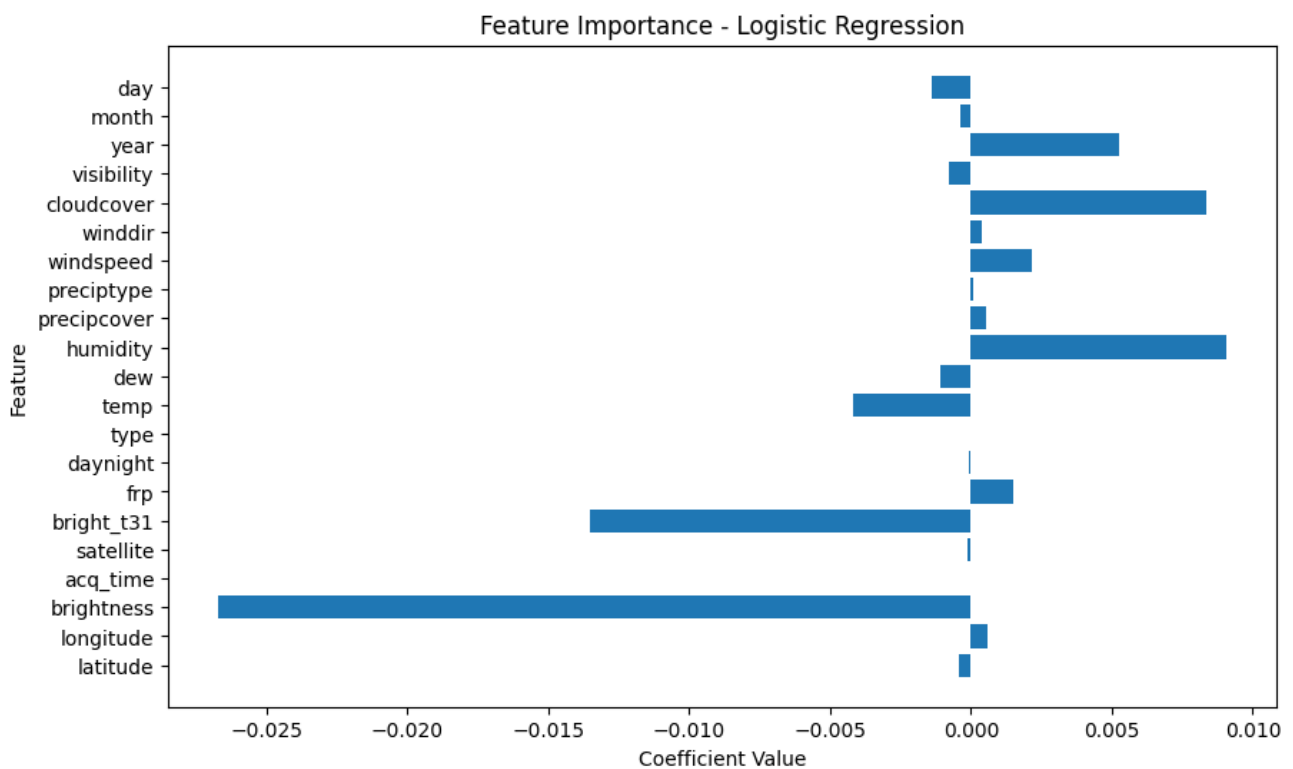 Feature Importance - Logistic Regression
day
month
year
visibility
cloudcover
winddir
windspeed
preciptype
precipcover
humidity
dew
temp
type
daynight
frp
bright_t31
satellite
acq_time
brightness
longitude
latitude
Feature
−0.025 −0.020 −0.015 −0.010 −0.005 0.000 0.005 0.010
Coefficient Value